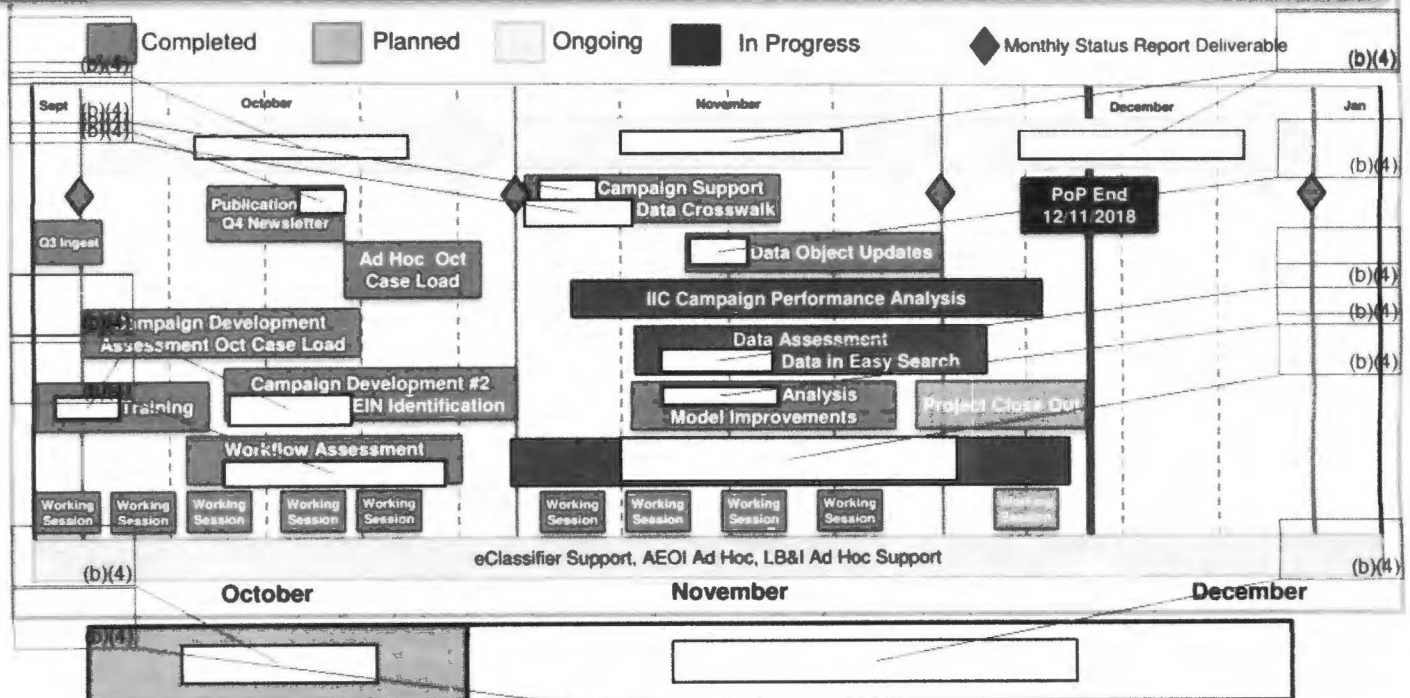 Completed
Planned
Ongoing
In Progress
Monthly Status Report Deliverable
(b)(4)
(b)(4)
Sept
October
November
December
Jan
(b)(4)
(b)(4)
(b)(4)
(b)(4)
Publication
Q4 Newsletter
Campaign Support
Data Crosswalk
PoP End
12/11 2018
Q3 Ingest
Ad Hoc Oct
Case Load
Data Object Updates
(b)(4)
IIC Campaign Performance Analysis
(b)(4)
Campaign Development
Assessment Oct Case Load
Data Assessment
Data in Easy Search
(b)(4)
Training
Campaign Development #2
EIN Identification
Analysis
Model Improvements
Project Close Out
Workflow Assessment
Working
Session
Working
Session
Working
Session
Working
Session
Working
Session
Working
Session
Working
Session
Working
Session
Working
Session
Session
eClassifier Support, AEOI Ad Hoc, LB&I Ad Hoc Support
(b)(4)
(b)(4)
October
November
December
(b)(4)